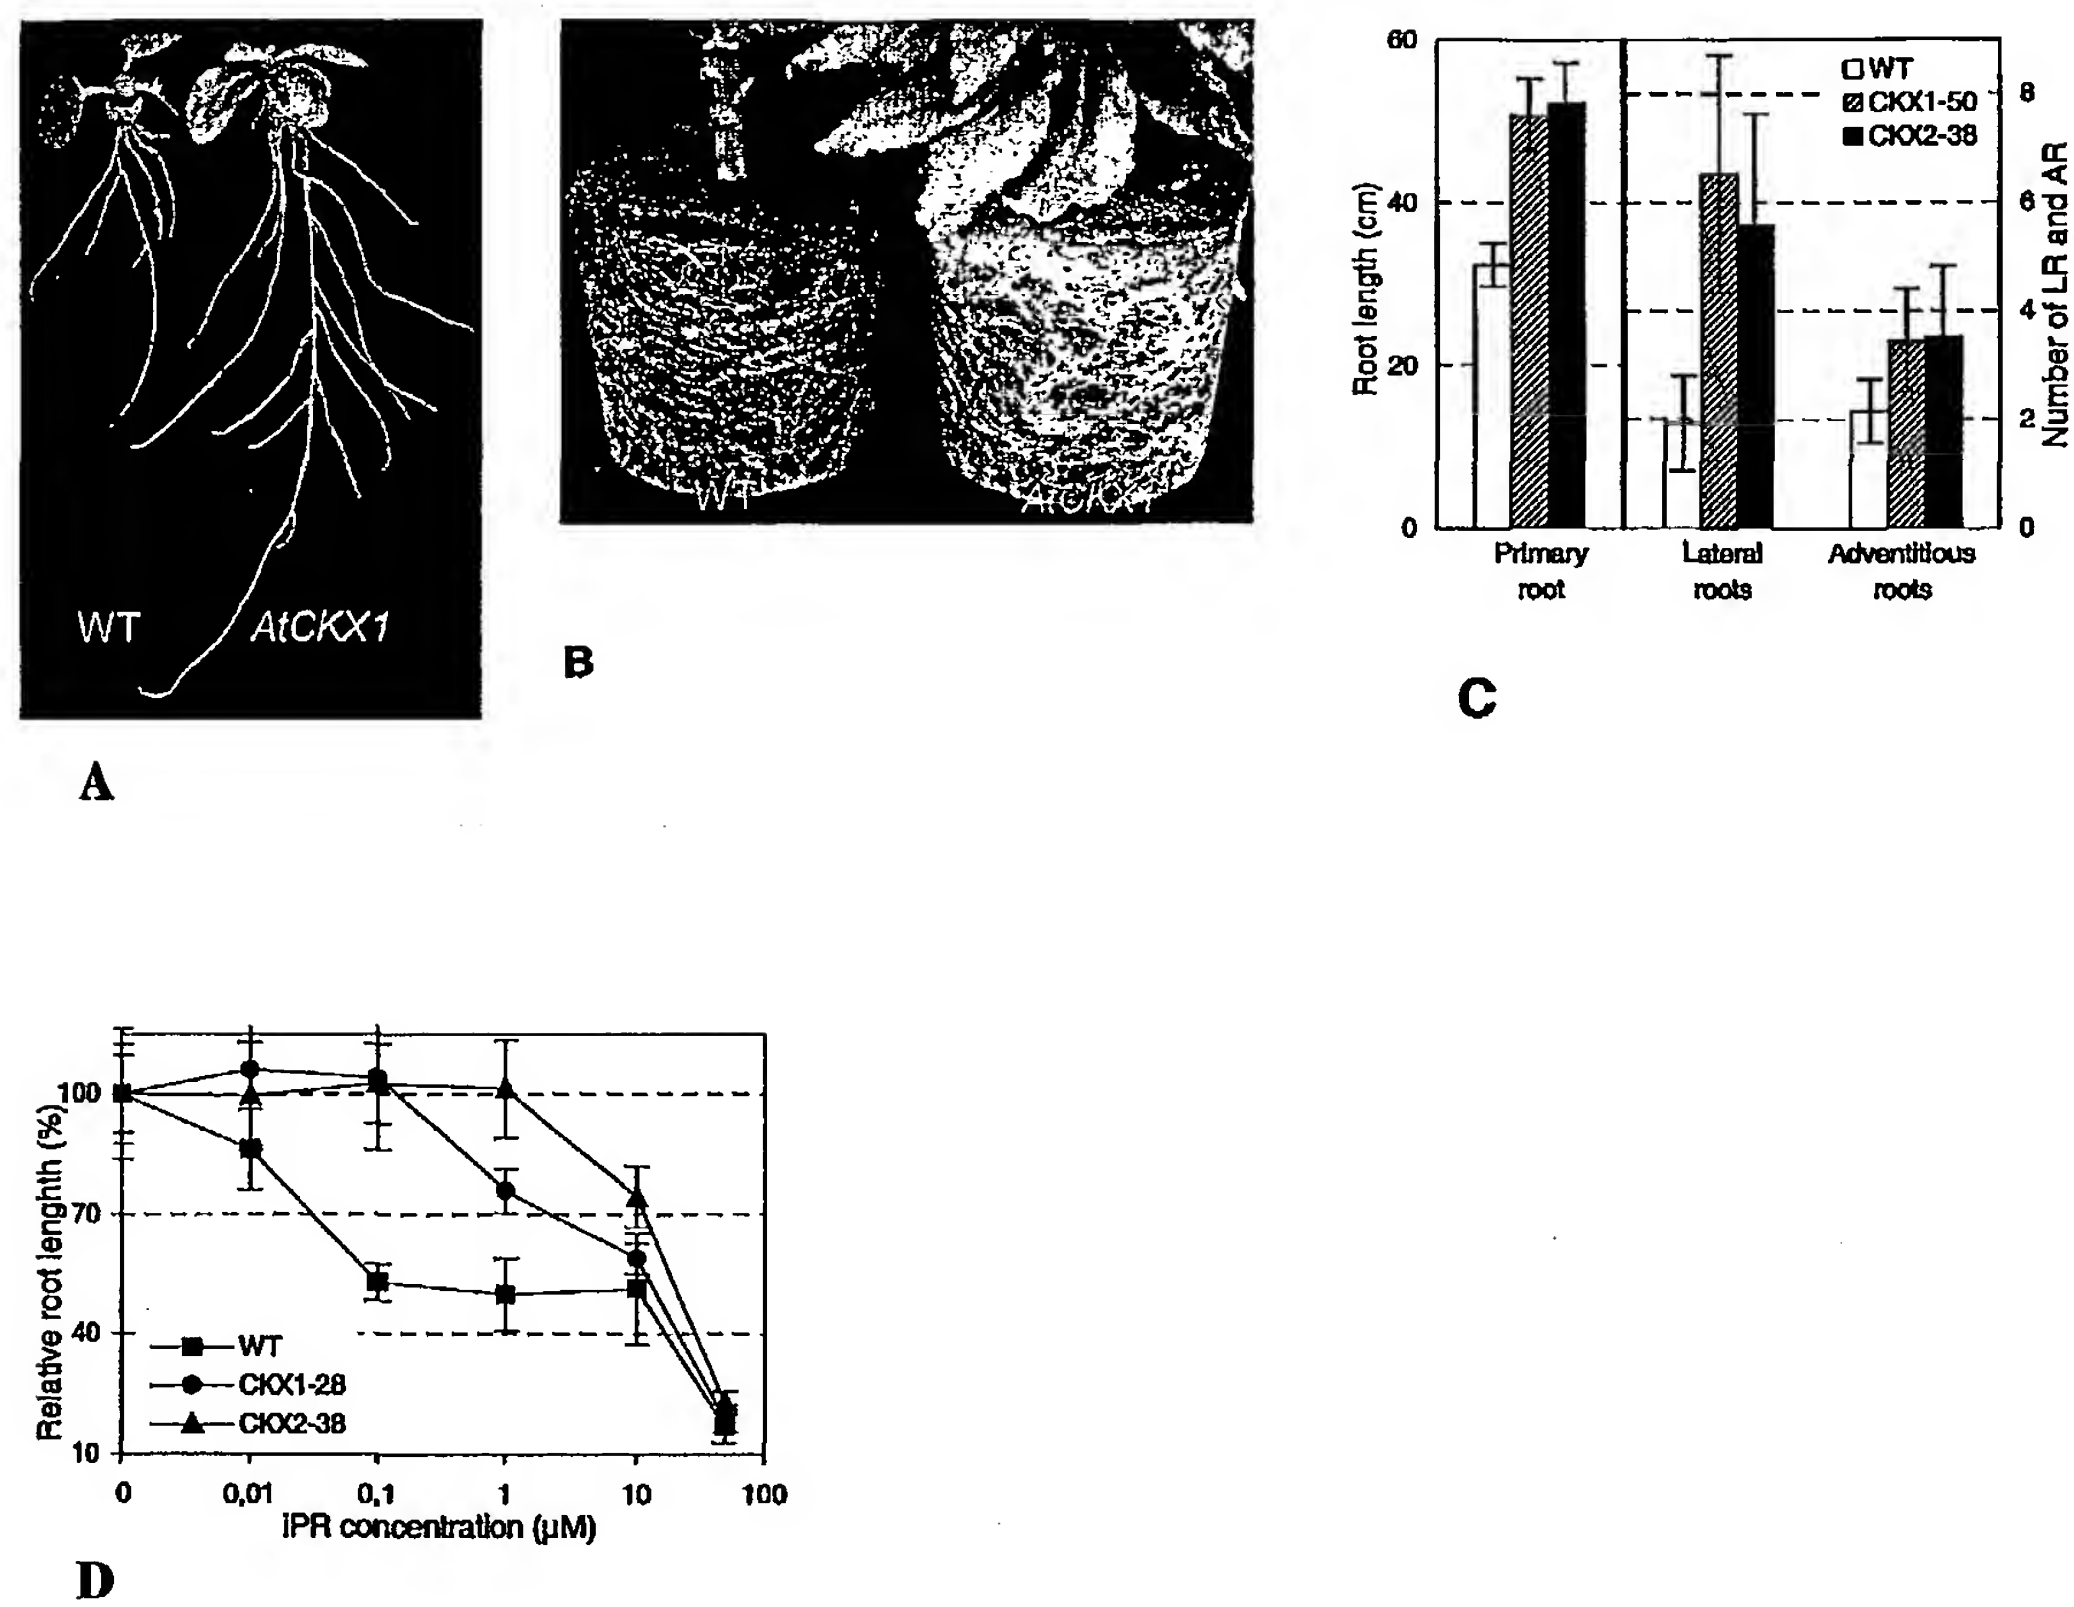 WT
AtCKX1
A
WT
AtCKX1
B
60
40
20
0
Root length (cm)
WT
CKX1-50
CKX2-38
8
6
4
2
0
Number of LR and AR
Primary root
Lateral roots
Adventitious roots
C
100
70
40
10
Relative root lenghth (%)
WT
CKX1-28
CKX2-38
0 0,01 0,1 1 10 100
iPR concentration (µM)
D